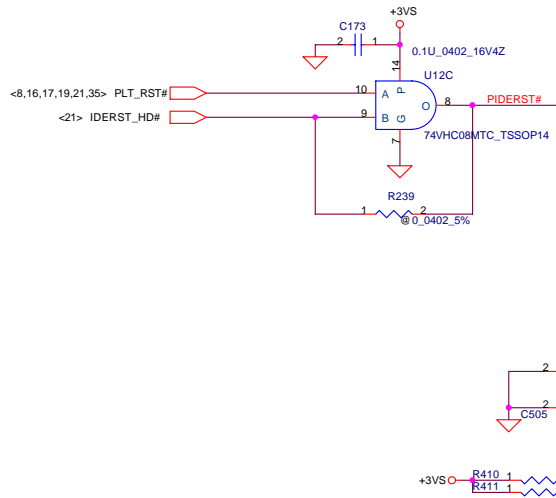 +3VS
C173
2 1
0.1U_0402_16V4Z
14
U12C
<8,16,17,19,21,35> PLT_RST# 10 A P O 8 PIDERST#
<21> IDERST_HD# 9 B G
74VHC08MTC_TSSOP14
7
R239
1 2
@0_0402_5%
2
2
C505
R410 1
+3VS
R411 1